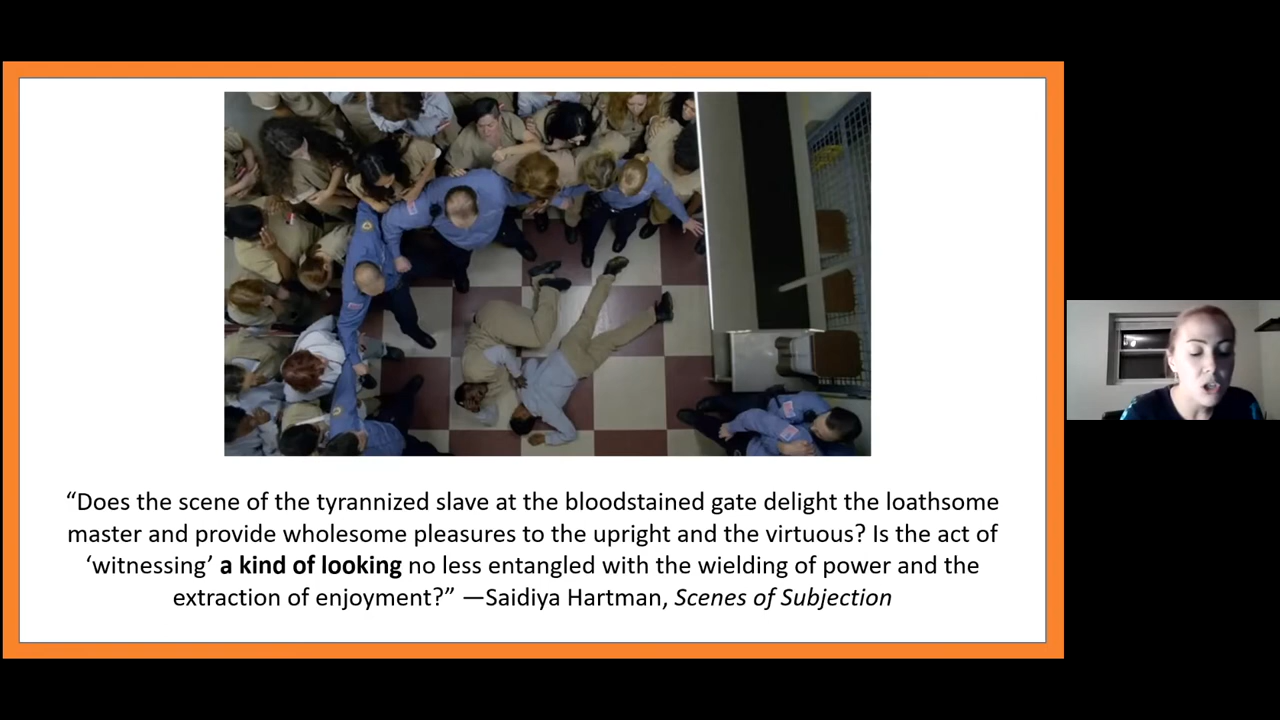 “Does the scene of the tyrannized slave at the bloodstained gate delight the loathsome
master and provide wholesome pleasures to the upright and the virtuous? Is the act of
‘witnessing’ a kind of looking no less entangled with the wielding of power and the
extraction of enjoyment?” —Saidiya Hartman, Scenes of Subjection